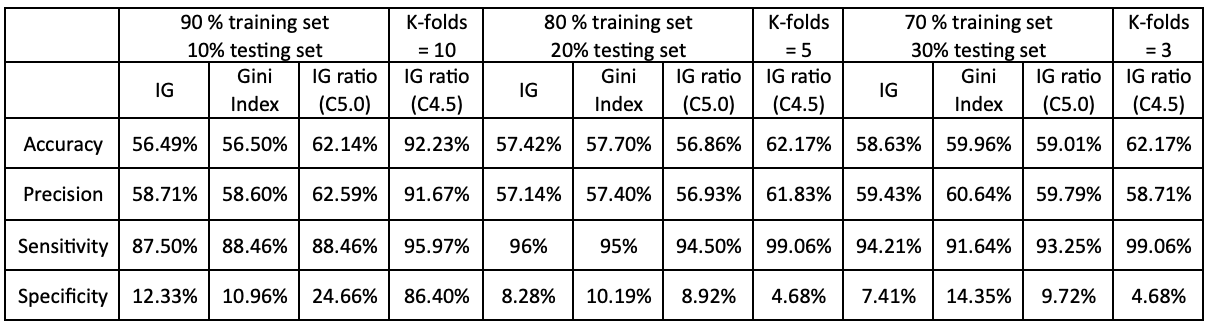 90 % training set K-folds 80 % training set K-folds 70 % training set K-folds
10% testing set = 10 20% testing set = 5 30% testing set = 3
IG Gini Index IG ratio (C5.0) IG ratio (C4.5) IG Gini Index IG ratio (C5.0) IG ratio (C4.5) IG Gini Index IG ratio (C5.0) IG ratio (C4.5)
Accuracy 56.49% 56.50% 62.14% 92.23% 57.42% 57.70% 56.86% 62.17% 58.63% 59.96% 59.01% 62.17%
Precision 58.71% 58.60% 62.59% 91.67% 57.14% 57.40% 56.93% 61.83% 59.43% 60.64% 59.79% 58.71%
Sensitivity 87.50% 88.46% 88.46% 95.97% 96% 95% 94.50% 99.06% 94.21% 91.64% 93.25% 99.06%
Specificity 12.33% 10.96% 24.66% 86.40% 8.28% 10.19% 8.92% 4.68% 7.41% 14.35% 9.72% 4.68%